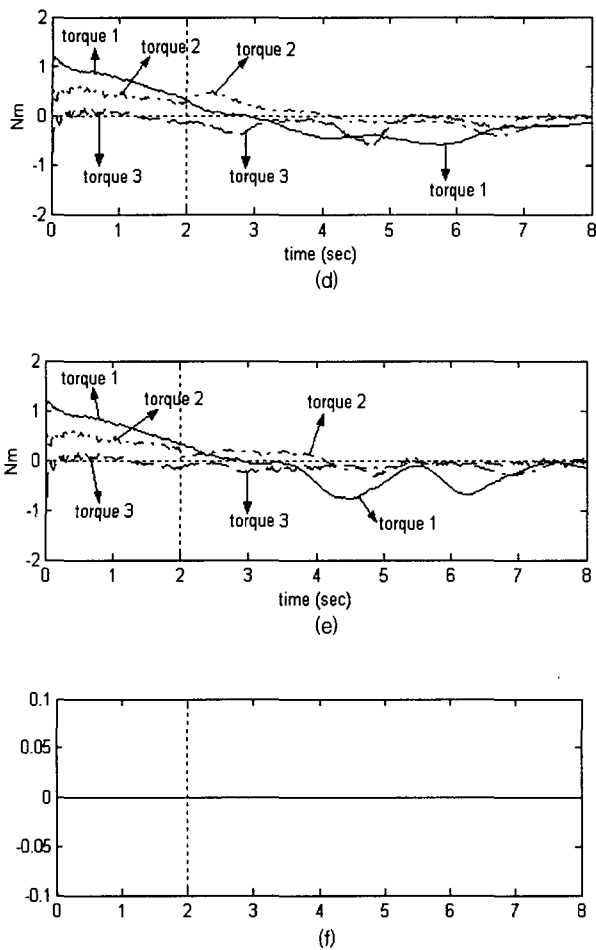 2
torque 1
torque 2
torque 2
1
Nm
0
-1
torque 3
torque 3
torque 1
-2
0 1 2 3 4 5 6 7 8
time (sec)
(d)
2
torque 1
torque 2
torque 2
1
Nm
0
-1
torque 3
torque 3
torque 1
-2
0 1 2 3 4 5 6 7 8
time (sec)
(e)
0.1
0.05
0
-0.05
-0.1
0 1 2 3 4 5 6 7 8
(f)